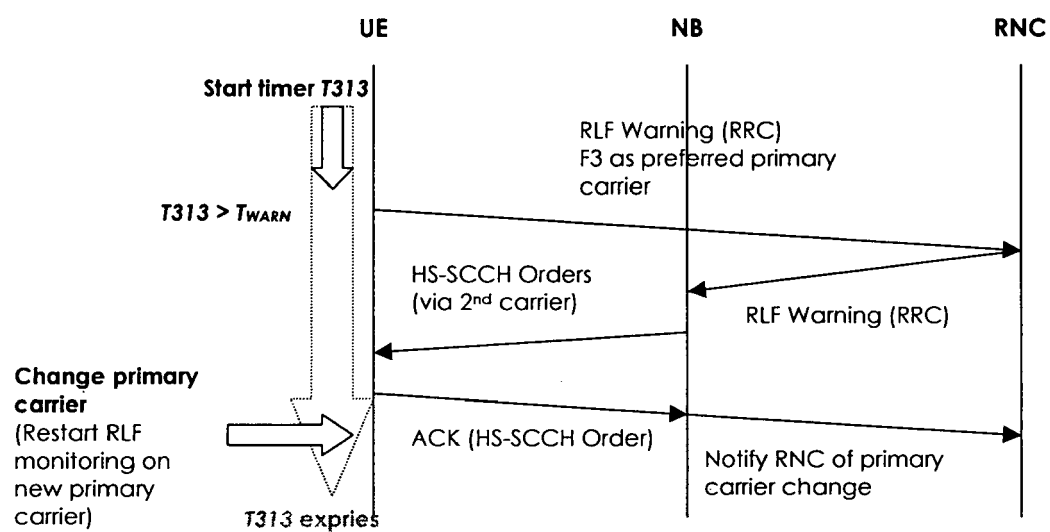 UE NB RNC
Start timer T313
RLF Warning (RRC)
F3 as preferred primary
carrier
T313 > TWARN
HS-SCCH Orders
(via 2nd carrier)
RLF Warning (RRC)
Change primary
carrier
(Restart RLF
monitoring on
new primary
carrier)
ACK (HS-SCCH Order)
Notify RNC of primary
carrier change
T313 expries